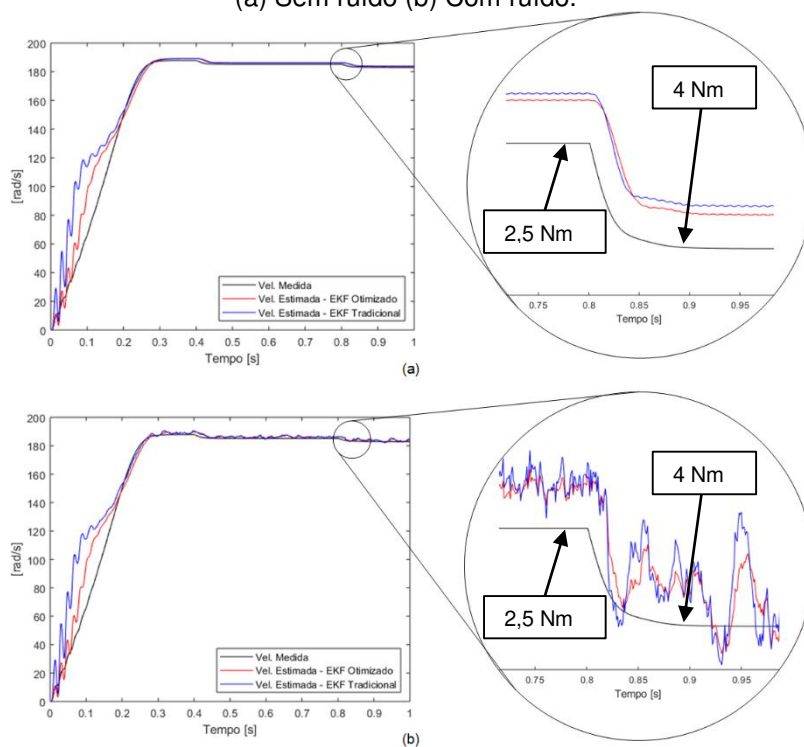 (a) Sem ruído (b) Com ruído.
200
180
160
140
120
100
80
60
40
20
0
[rad/s]
0 0.1 0.2 0.3 0.4 0.5 0.6 0.7 0.8 0.9 1
Tempo [s]
Vel. Medida
Vel. Estimada - EKF Otimizado
Vel. Estimada - EKF Tradicional
4 Nm
2,5 Nm
0.75 0.8 0.85 0.9 0.95
Tempo [s]
(a)
200
180
160
140
120
100
80
60
40
20
0
[rad/s]
0 0.1 0.2 0.3 0.4 0.5 0.6 0.7 0.8 0.9 1
Tempo [s]
Vel. Medida
Vel. Estimada - EKF Otimizado
Vel. Estimada - EKF Tradicional
4 Nm
2,5 Nm
0.75 0.8 0.85 0.9 0.95
Tempo [s]
(b)